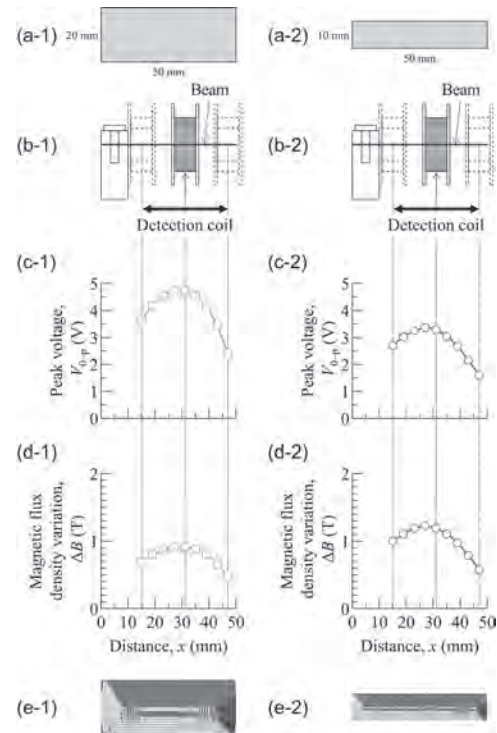 (a-1)
20 mm
50 mm
(a-2)
10 mm
50 mm
(b-1)
Beam
Detection coil
(b-2)
Beam
Detection coil
(c-1)
Peak voltage,
V0-p (V)
5
4
3
2
1
0
(c-2)
Peak voltage,
V0-p (V)
5
4
3
2
1
0
(d-1)
Magnetic flux
density variation,
ΔB (T)
2
1
0
0 10 20 30 40 50
Distance, x (mm)
(d-2)
Magnetic flux
density variation,
ΔB (T)
2
1
0
0 10 20 30 40 50
Distance, x (mm)
(e-1)
(e-2)